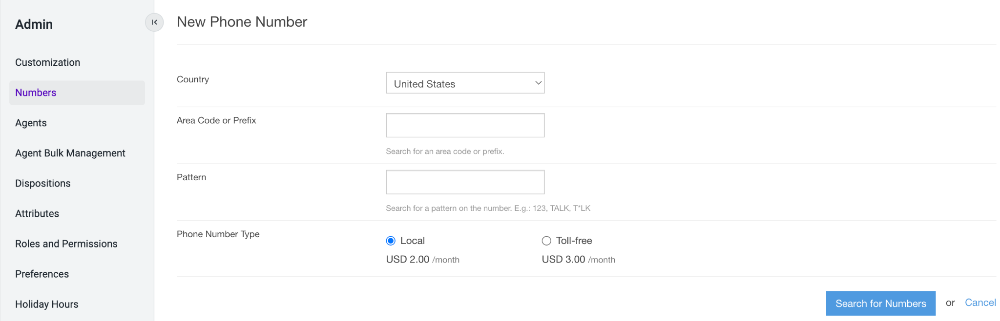 Admin
Customization
Numbers
Agents
Agent Bulk Management
Dispositions
Attributes
Roles and Permissions
Preferences
Holiday Hours
New Phone Number
Country
United States
Area Code or Prefix
Search for an area code or prefix.
Pattern
Search for a pattern on the number. E.g.: 123, TALK, T*LK
Phone Number Type
Local
USD 2.00 /month
Toll-free
USD 3.00 /month
Search for Numbers or Cancel